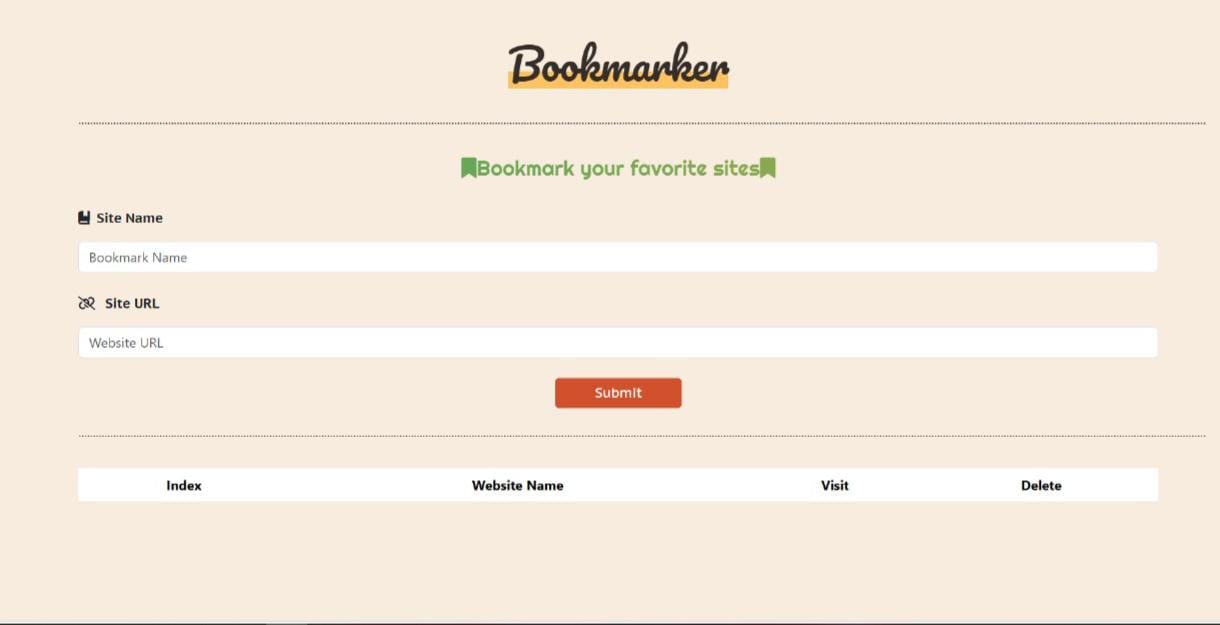 Bookmarker
Bookmark your favorite sites
Site Name
Bookmark Name
Site URL
Website URL
Submit
Index Website Name Visit Delete